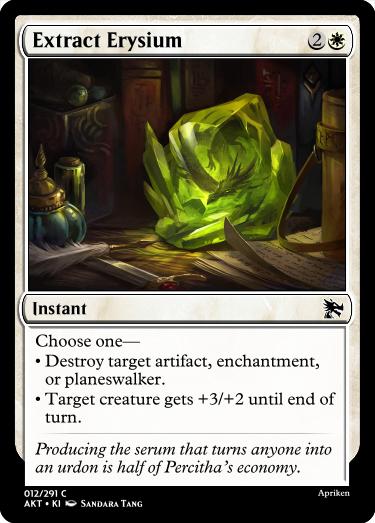 Extract Erysium 2
Instant
Choose one—
• Destroy target artifact, enchantment,
or planeswalker.
• Target creature gets +3/+2 until end of
turn.
Producing the serum that turns anyone into
an urdon is half of Percitha's economy.
012/291 C
Apriken
AKT • KI Sandara Tang